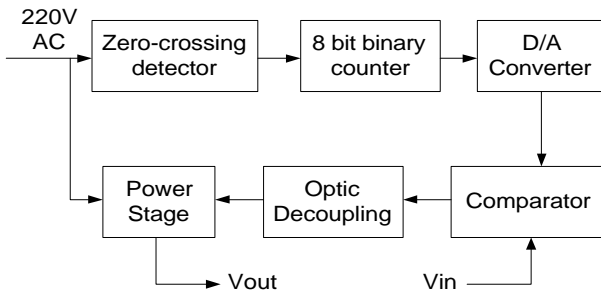 220V
AC
Zero-crossing
detector
8 bit binary
counter
D/A
Converter
Power
Stage
Optic
Decoupling
Comparator
Vout
Vin